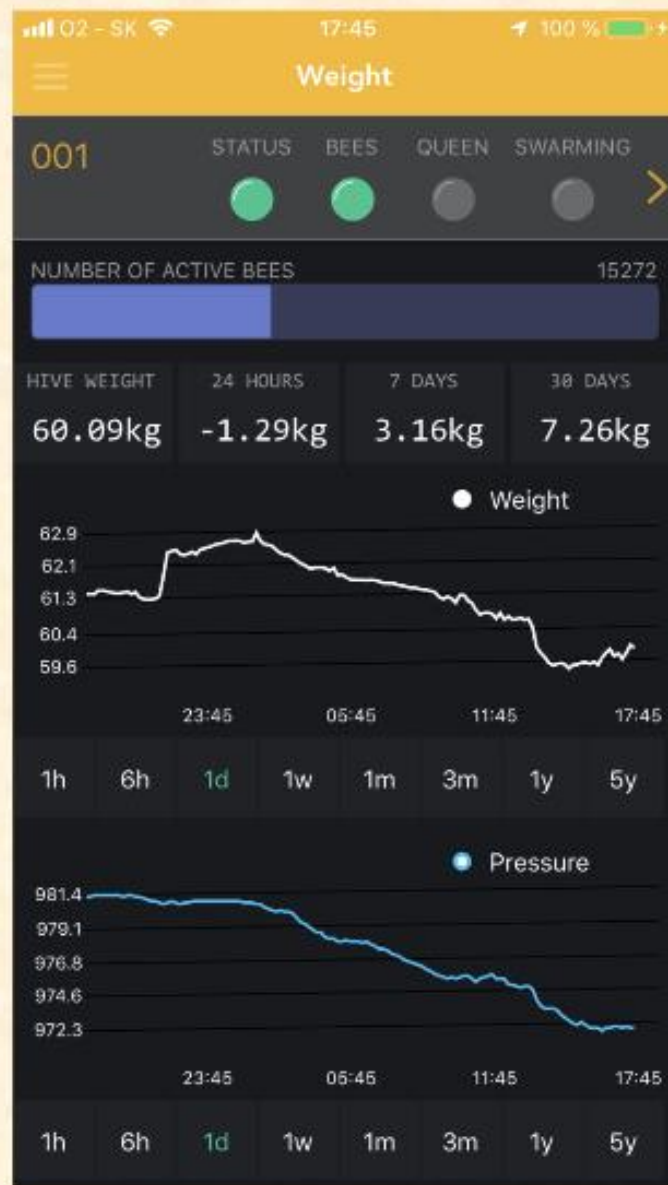 O2 - SK 17:45 100 %
Weight
001 STATUS BEES QUEEN SWARMING
NUMBER OF ACTIVE BEES 15272
HIVE WEIGHT 24 HOURS 7 DAYS 30 DAYS
60.09kg -1.29kg 3.16kg 7.26kg
Weight
62.9
62.1
61.3
60.4
59.6
23:45 05:45 11:45 17:45
1h 6h 1d 1w 1m 3m 1y 5y
Pressure
981.4
979.1
976.8
974.6
972.3
23:45 05:45 11:45 17:45
1h 6h 1d 1w 1m 3m 1y 5y